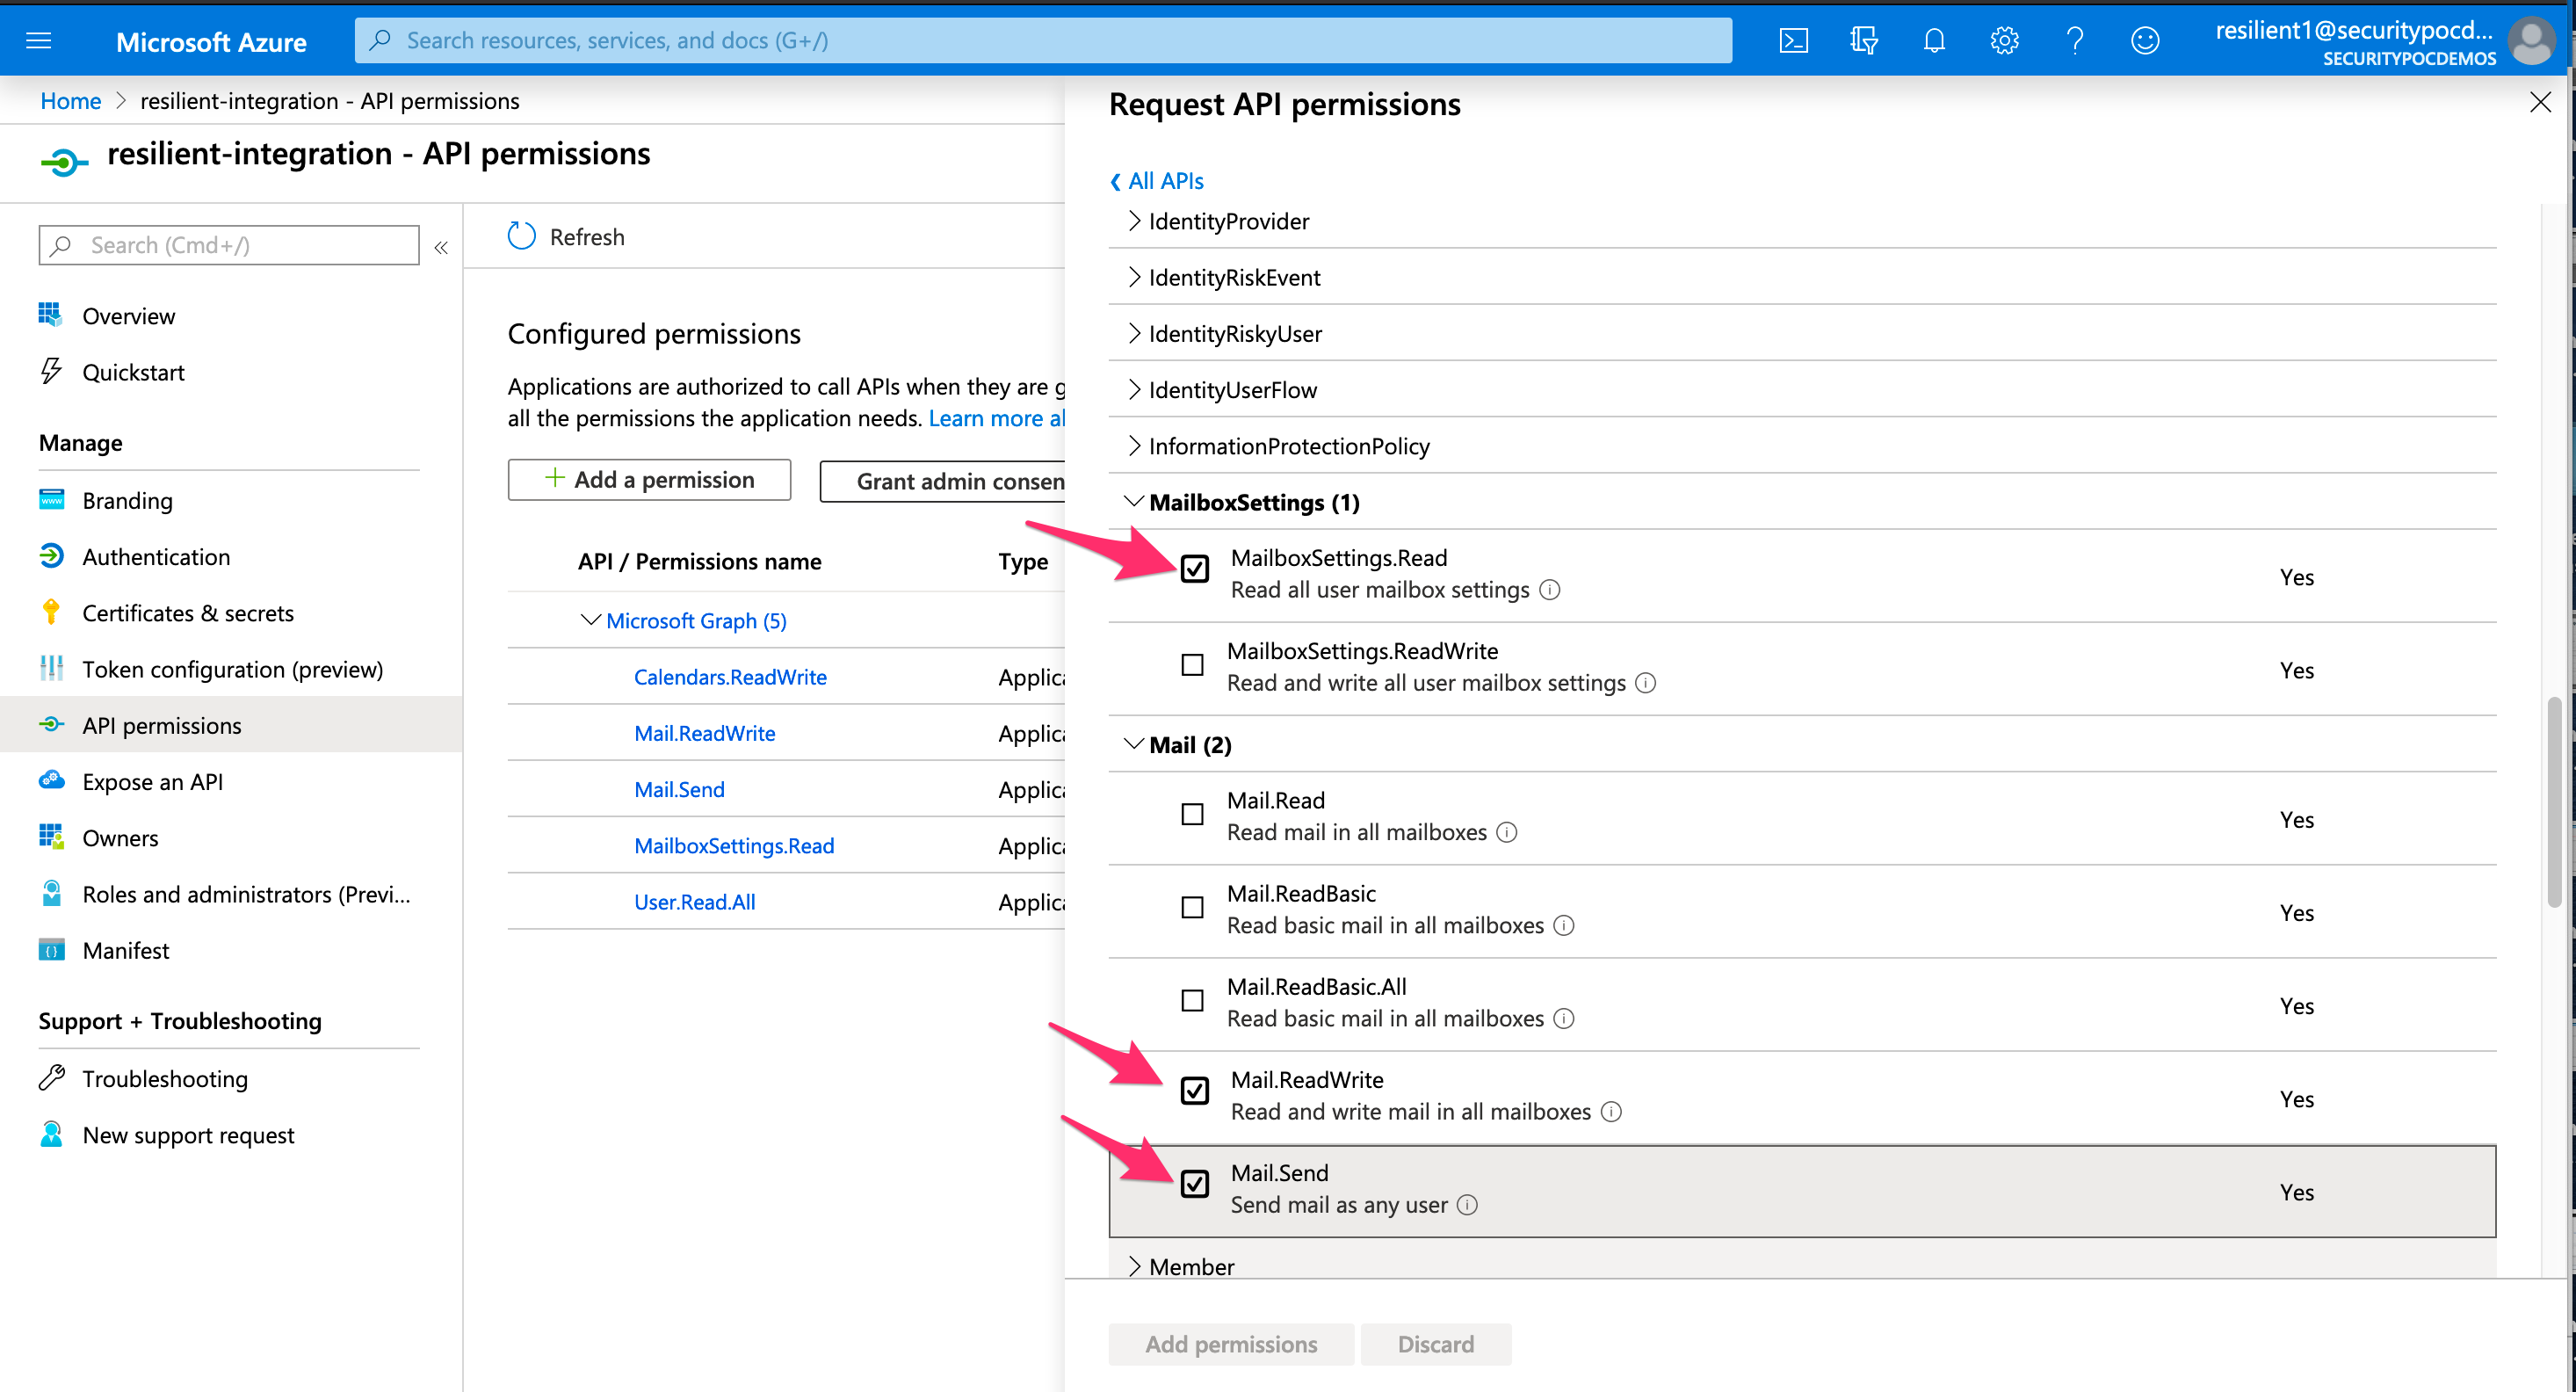 Microsoft Azure
Search resources, services, and docs (G+/)
resilient1@securitypocd...
SECURITYPOCDEMOS
Home > resilient-integration - API permissions
resilient-integration - API permissions
Search (Cmd+/)
Overview
Quickstart
Manage
Branding
Authentication
Certificates & secrets
Token configuration (preview)
API permissions
Expose an API
Owners
Roles and administrators (Previ...
Manifest
Support + Troubleshooting
Troubleshooting
New support request
Refresh
Configured permissions
Applications are authorized to call APIs when they are g
all the permissions the application needs. Learn more al
Add a permission
Grant admin consen
API / Permissions name Type
Microsoft Graph (5)
Calendars.ReadWrite Applica
Mail.ReadWrite Applica
Mail.Send Applica
MailboxSettings.Read Applica
User.Read.All Applica
Request API permissions
All APIs
IdentityProvider
IdentityRiskEvent
IdentityRiskyUser
IdentityUserFlow
InformationProtectionPolicy
MailboxSettings (1)
MailboxSettings.Read
Read all user mailbox settings
Yes
MailboxSettings.ReadWrite
Read and write all user mailbox settings
Yes
Mail (2)
Mail.Read
Read mail in all mailboxes
Yes
Mail.ReadBasic
Read basic mail in all mailboxes
Yes
Mail.ReadBasic.All
Read basic mail in all mailboxes
Yes
Mail.ReadWrite
Read and write mail in all mailboxes
Yes
Mail.Send
Send mail as any user
Yes
Member
Add permissions
Discard